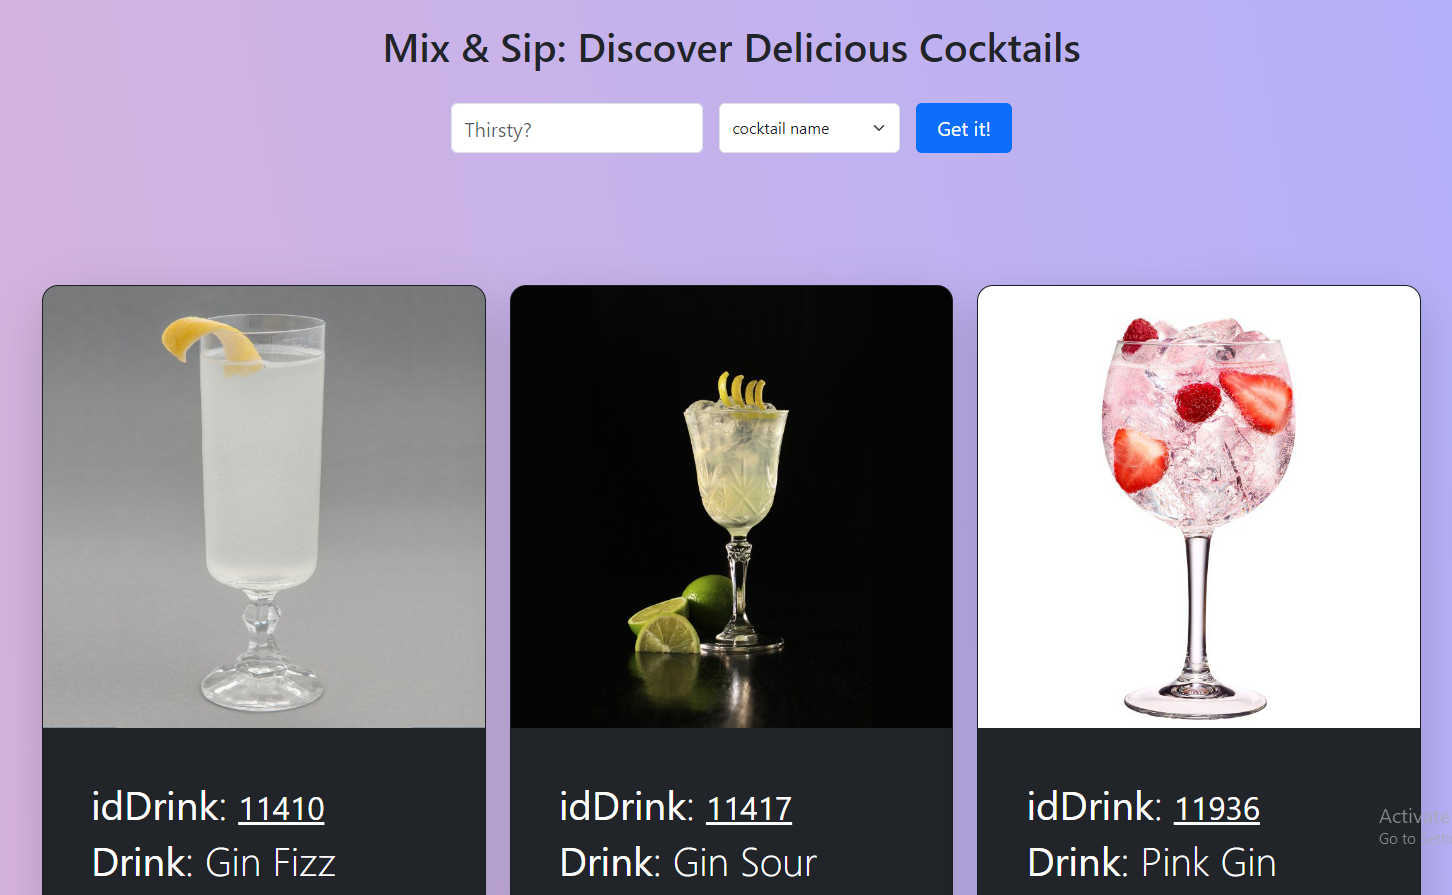 Mix & Sip: Discover Delicious Cocktails
Thirsty?
cocktail name
Get it!
idDrink: 11410
Drink: Gin Fizz
idDrink: 11417
Drink: Gin Sour
idDrink: 11936
Drink: Pink Gin
Activate
Go to Setti